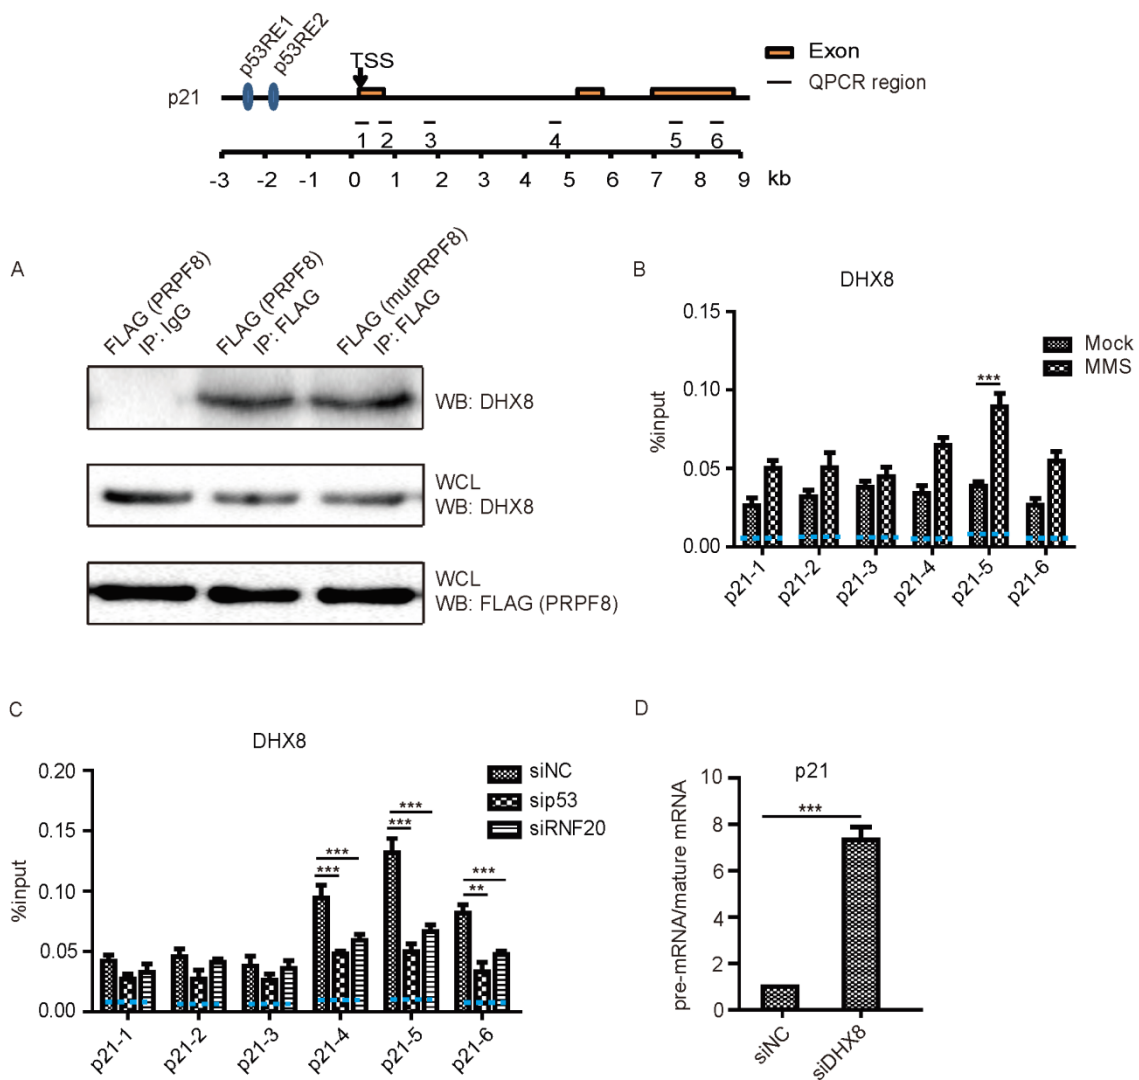 p53RE1
p53RE2
TSS
Exon
QPCR region
p21
1 2 3 4 5 6
-3 -2 -1 0 1 2 3 4 5 6 7 8 9 kb
A
FLAG (PRPF8)
IP: IgG
FLAG (PRPF8)
IP: FLAG
FLAG (mutPRPF8)
IP: FLAG
WB: DHX8
WCL
WB: DHX8
WCL
WB: FLAG (PRPF8)
B
DHX8
Mock
MMS
%input
0.15
0.10
0.05
0.00
***
p21-1 p21-2 p21-3 p21-4 p21-5 p21-6
C
DHX8
siNC
sip53
siRNF20
%input
0.20
0.15
0.10
0.05
0.00
***
***
***
***
***
**
p21-1 p21-2 p21-3 p21-4 p21-5 p21-6
D
p21
pre-mRNA/mature mRNA
10
8
6
4
2
0
***
siNC siDHX8